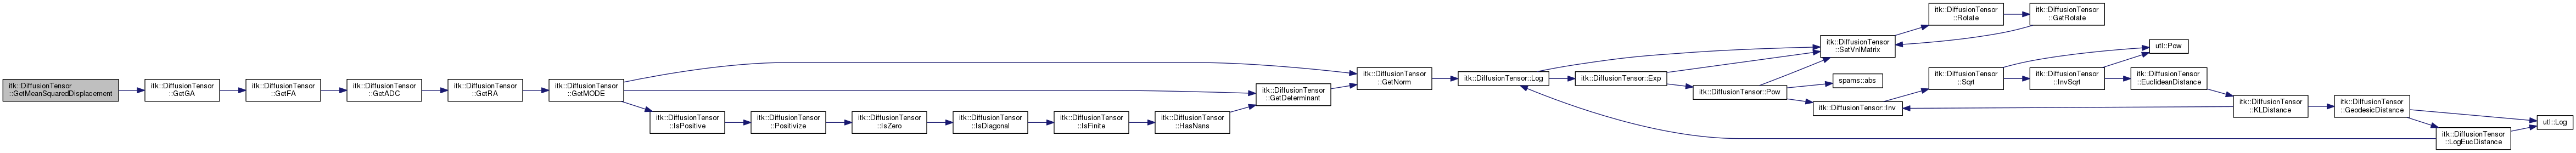 itk::DiffusionTensor
::GetMeanSquaredDisplacement
itk::DiffusionTensor
::GetGA
itk::DiffusionTensor
::GetFA
itk::DiffusionTensor
::GetADC
itk::DiffusionTensor
::GetRA
itk::DiffusionTensor
::GetMODE
itk::DiffusionTensor
::IsPositive
itk::DiffusionTensor
::Positivize
itk::DiffusionTensor
::IsZero
itk::DiffusionTensor
::IsDiagonal
itk::DiffusionTensor
::IsFinite
itk::DiffusionTensor
::HasNans
itk::DiffusionTensor
::GetDeterminant
itk::DiffusionTensor
::GetNorm
itk::DiffusionTensor::Log
itk::DiffusionTensor::Exp
itk::DiffusionTensor::Pow
itk::DiffusionTensor
::SetVnlMatrix
itk::DiffusionTensor
::Rotate
itk::DiffusionTensor
::GetRotate
spams::abs
itk::DiffusionTensor::Inv
itk::DiffusionTensor
::Sqrt
itk::DiffusionTensor
::InvSqrt
utl::Pow
itk::DiffusionTensor
::EuclideanDistance
itk::DiffusionTensor
::KLDistance
itk::DiffusionTensor
::GeodesicDistance
itk::DiffusionTensor
::LogEucDistance
utl::Log